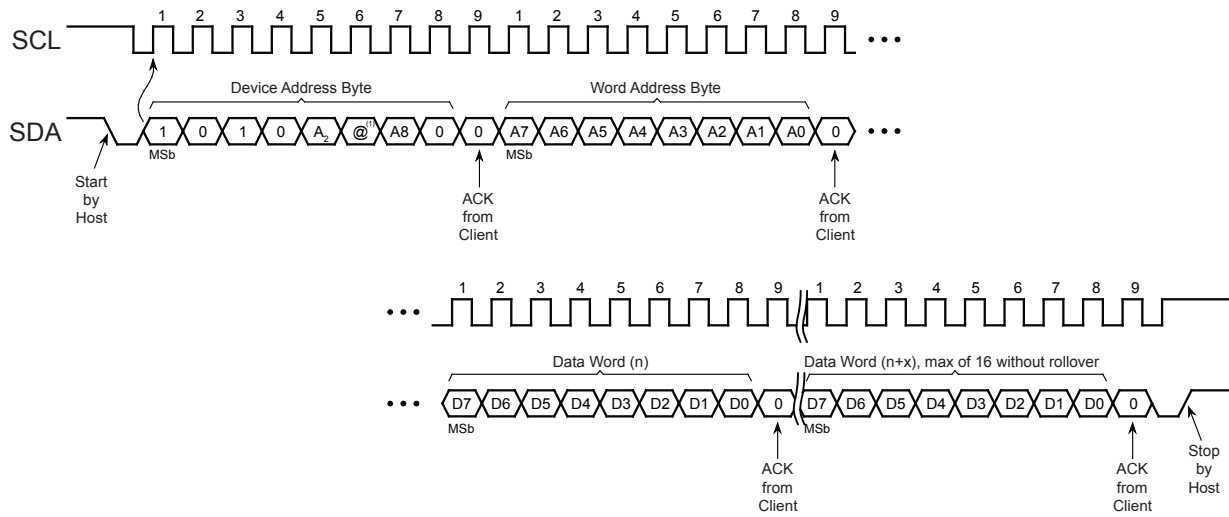 1 2 3 4 5 6 7 8 9 1 2 3 4 5 6 7 8 9
SCL
Device Address Byte Word Address Byte
SDA 1 0 1 0 A2 @(1) A8 0 0 A7 A6 A5 A4 A3 A2 A1 A0 0
MSb MSb
Start
by
Host
ACK
from
Client
ACK
from
Client
1 2 3 4 5 6 7 8 9 1 2 3 4 5 6 7 8 9
Data Word (n) Data Word (n+x), max of 16 without rollover
D7 D6 D5 D4 D3 D2 D1 D0 0 D7 D6 D5 D4 D3 D2 D1 D0 0
MSb MSb
ACK
from
Client
ACK
from
Client
Stop
by
Host